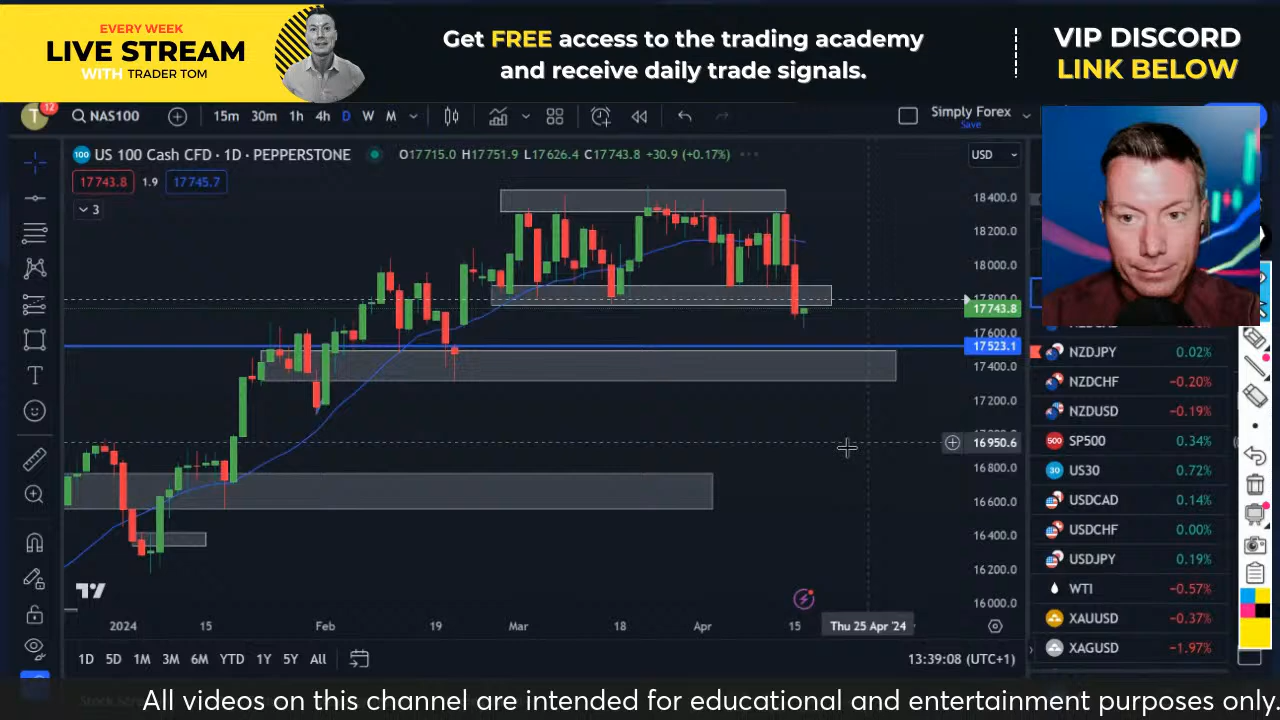 EVERY WEEK
LIVE STREAM
WITH TRADER TOM
Get FREE access to the trading academy
and receive daily trade signals.
VIP DISCORD
LINK BELOW
T
12
NAS100
15m 30m 1h 4h D W M
Simply Forex
Save
100 US 100 Cash CFD · 1D · PEPPERSTONE
O17715.0 H17751.9 L17626.4 C17743.8 +30.9 (+0.17%)
USD
17743.8 1.9 17745.7
3
18400.0
18200.0
18000.0
17743.8
17600.0
17523.1
17400.0
17200.0
16950.6
16800.0
16600.0
16400.0
16200.0
16000.0
NZDJPY 0.02%
NZDCHF −0.20%
NZDUSD −0.19%
500 SP500 0.34%
30 US30 0.72%
USDCAD 0.14%
USDCHF 0.00%
USDJPY 0.19%
WTI −0.57%
XAUUSD −0.37%
XAGUSD −1.97%
2024 15 Feb 19 Mar 18 Apr 15 Thu 25 Apr '24
1D 5D 1M 3M 6M YTD 1Y 5Y All
13:39:08 (UTC+1)
All videos on this channel are intended for educational and entertainment purposes only.